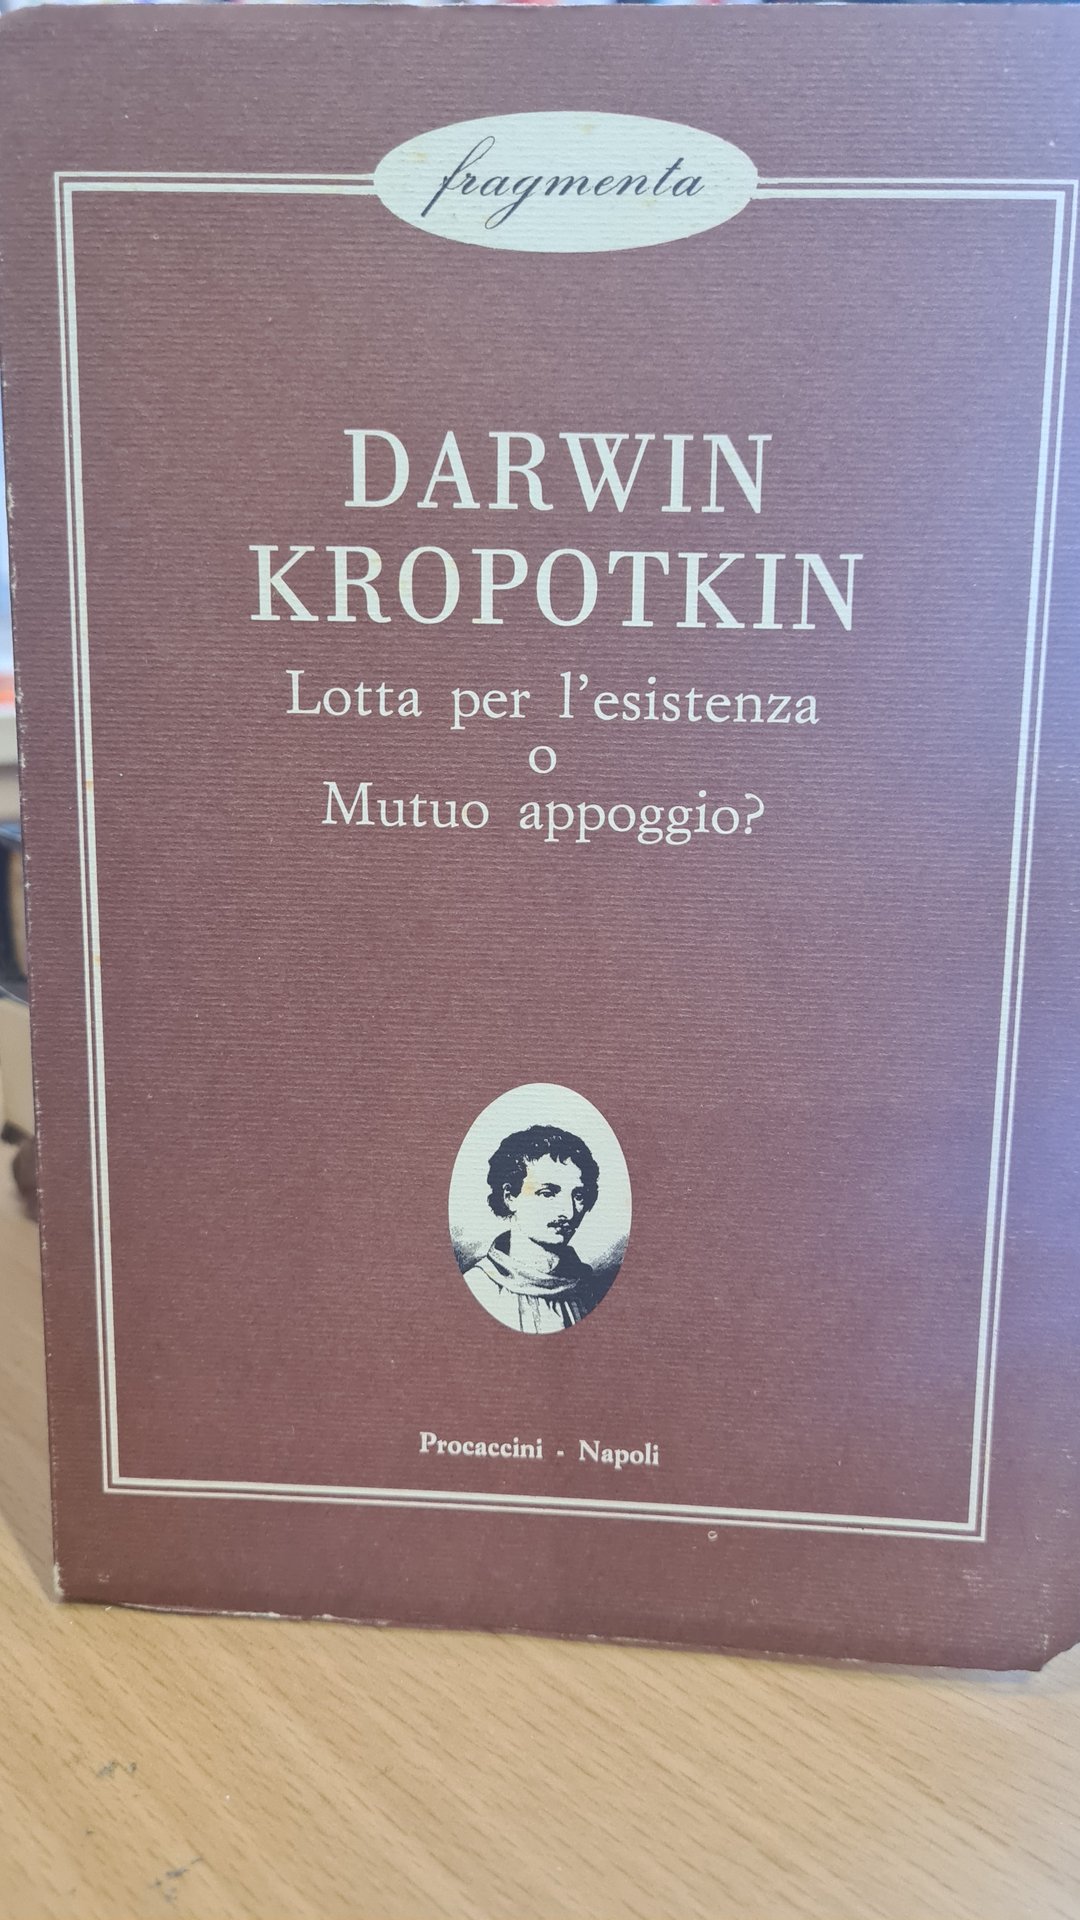 fragmenta
DARWIN
KROPOTKIN
Lotta per l'esistenza
o
Mutuo appoggio?
Procaccini - Napoli